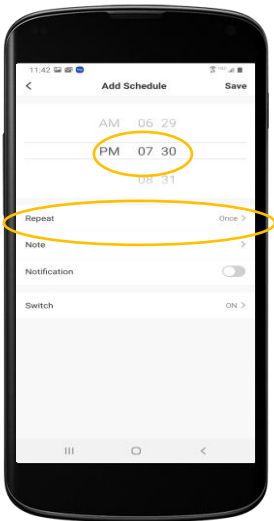 11:42
< Add Schedule Save
AM 06 29
PM 07 30
08 31
Repeat Once >
Note >
Notification
Switch ON >